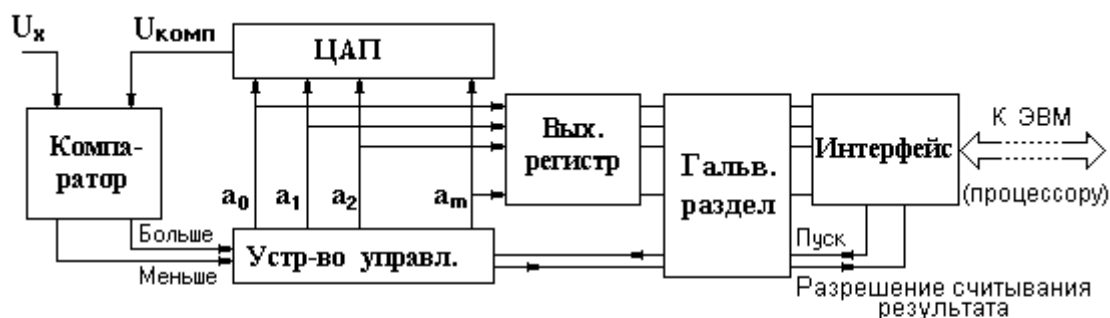 Uх
Uкомп
ЦАП
Компа-
ратор
Вых.
регистр
Гальв.
раздел
Интерфейс
К ЭВМ
(процессору)
a0
a1
a2
am
Больше
Меньше
Устр-во управл.
Пуск
Разрешение считывания
результата